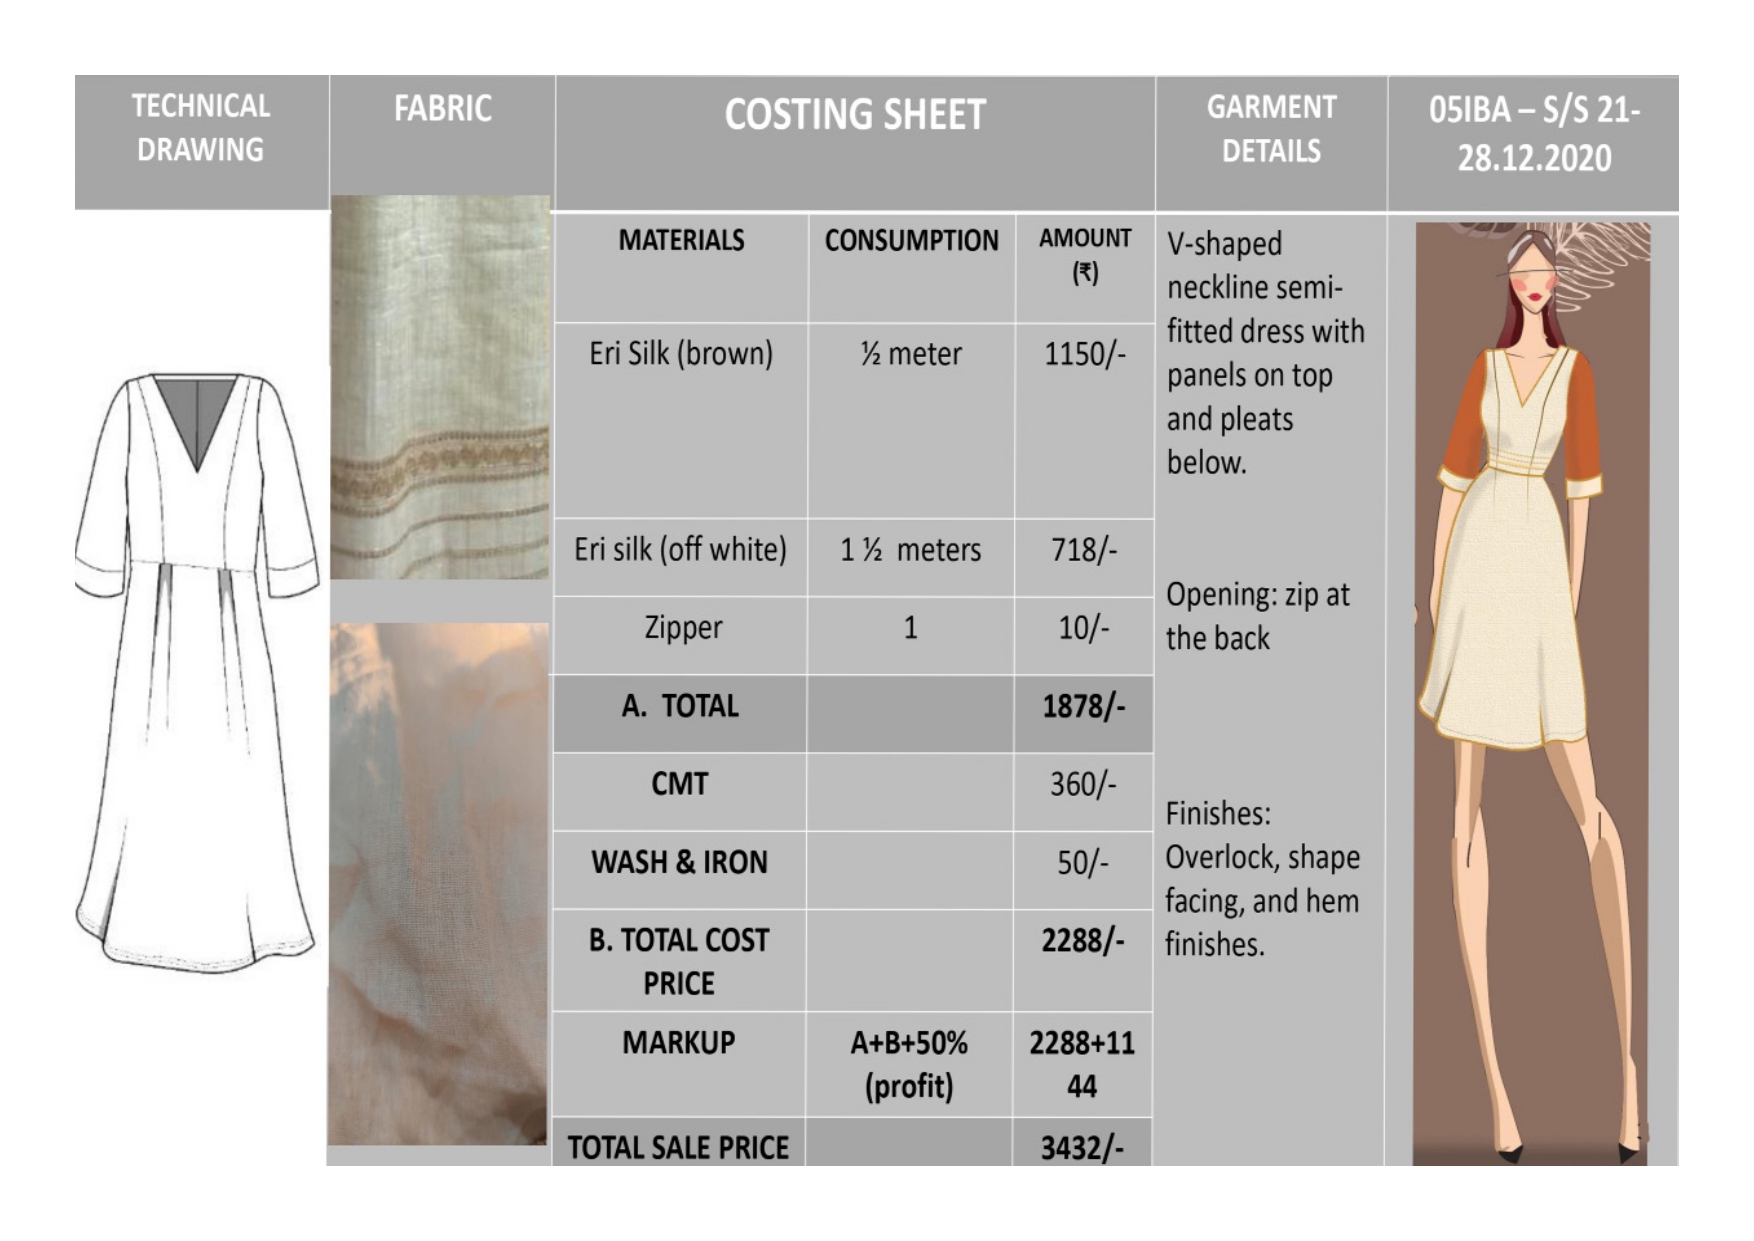 TECHNICAL
DRAWING
FABRIC
COSTING SHEET
GARMENT
DETAILS
05IBA – S/S 21-
28.12.2020
MATERIALS
CONSUMPTION
AMOUNT
(₹)
Eri Silk (brown)
½ meter
1150/-
Eri silk (off white)
1 ½  meters
718/-
Zipper
1
10/-
A.  TOTAL
1878/-
CMT
360/-
WASH & IRON
50/-
B. TOTAL COST
PRICE
2288/-
MARKUP
A+B+50%
(profit)
2288+11
44
TOTAL SALE PRICE
3432/-
V-shaped
neckline semi-
fitted dress with
panels on top
and pleats
below.
Opening: zip at
the back
Finishes:
Overlock, shape
facing, and hem
finishes.